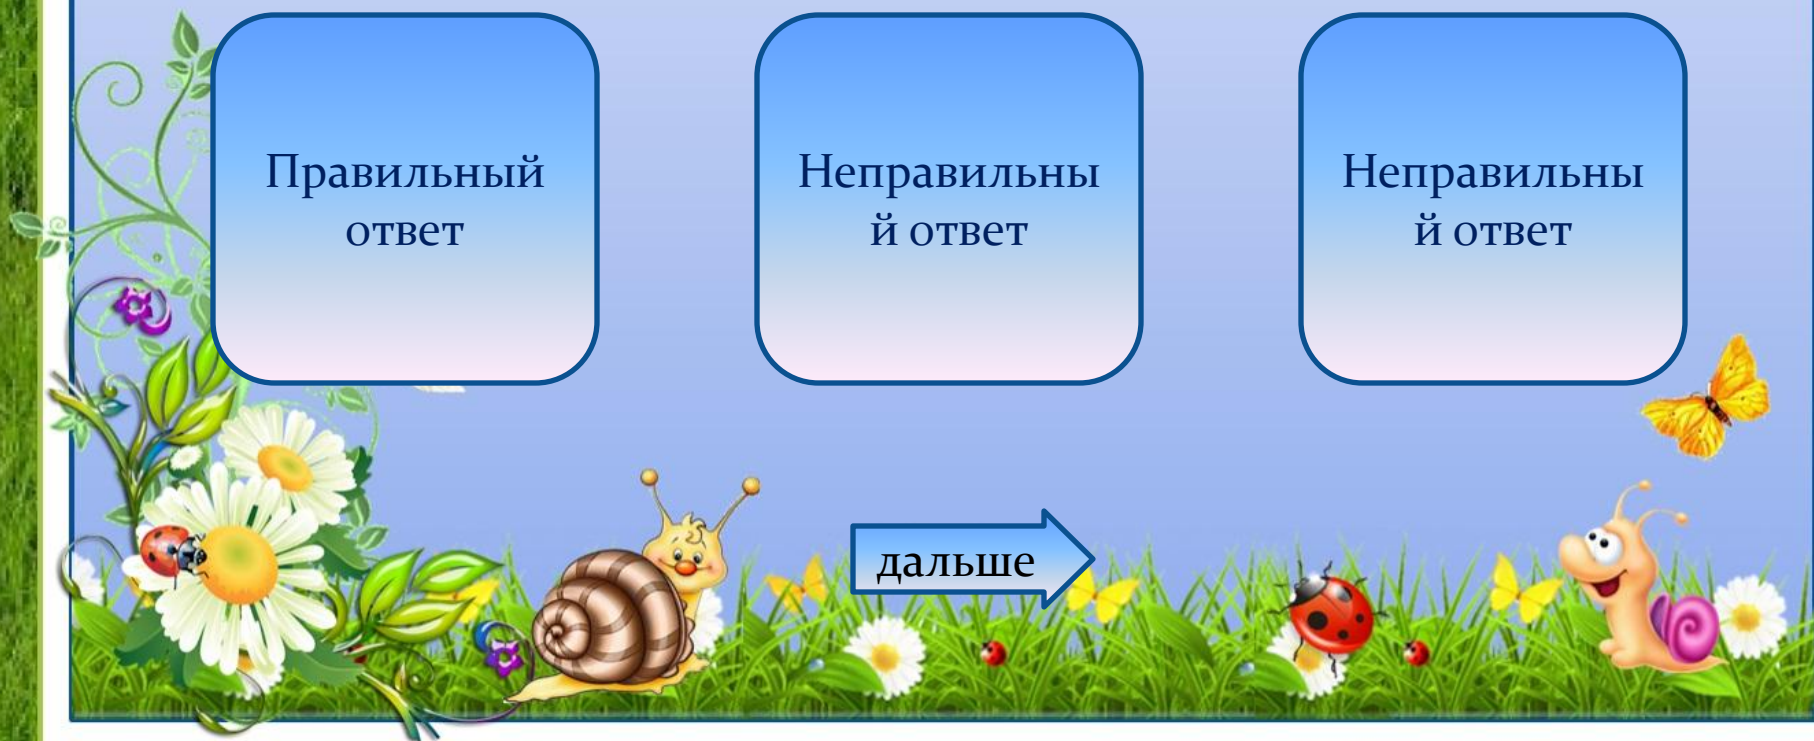 Правильный
ответ
Неправильны
й ответ
Неправильны
й ответ
дальше